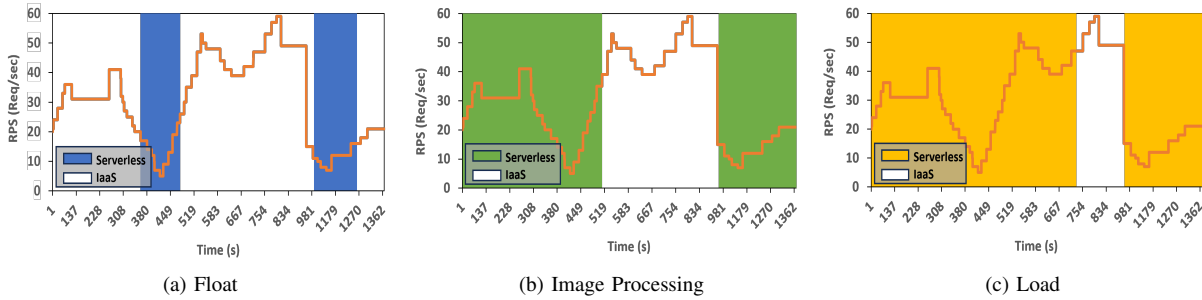 60
50
40
30
20
10
0
RPS (Req/sec)
Serverless
IaaS
1 137 228 308 380 449 519 583 667 754 834 981 1179 1270 1362
Time (s)
(a) Float
60
50
40
30
20
10
0
RPS (Req/sec)
Serverless
IaaS
1 137 228 308 380 449 519 583 667 754 834 981 1179 1270 1362
Time (s)
(b) Image Processing
60
50
40
30
20
10
0
RPS (Req/sec)
Serverless
IaaS
1 137 228 308 380 449 519 583 667 754 834 981 1179 1270 1362
Time (s)
(c) Load